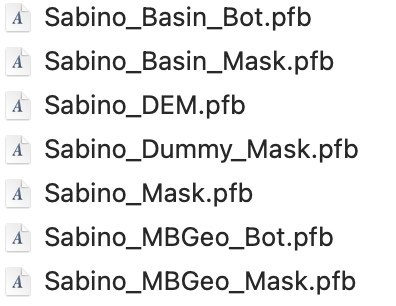 Sabino_Basin_Bot.pfb
Sabino_Basin_Mask.pfb
Sabino_DEM.pfb
Sabino_Dummy_Mask.pfb
Sabino_Mask.pfb
Sabino_MBGeo_Bot.pfb
Sabino_MBGeo_Mask.pfb